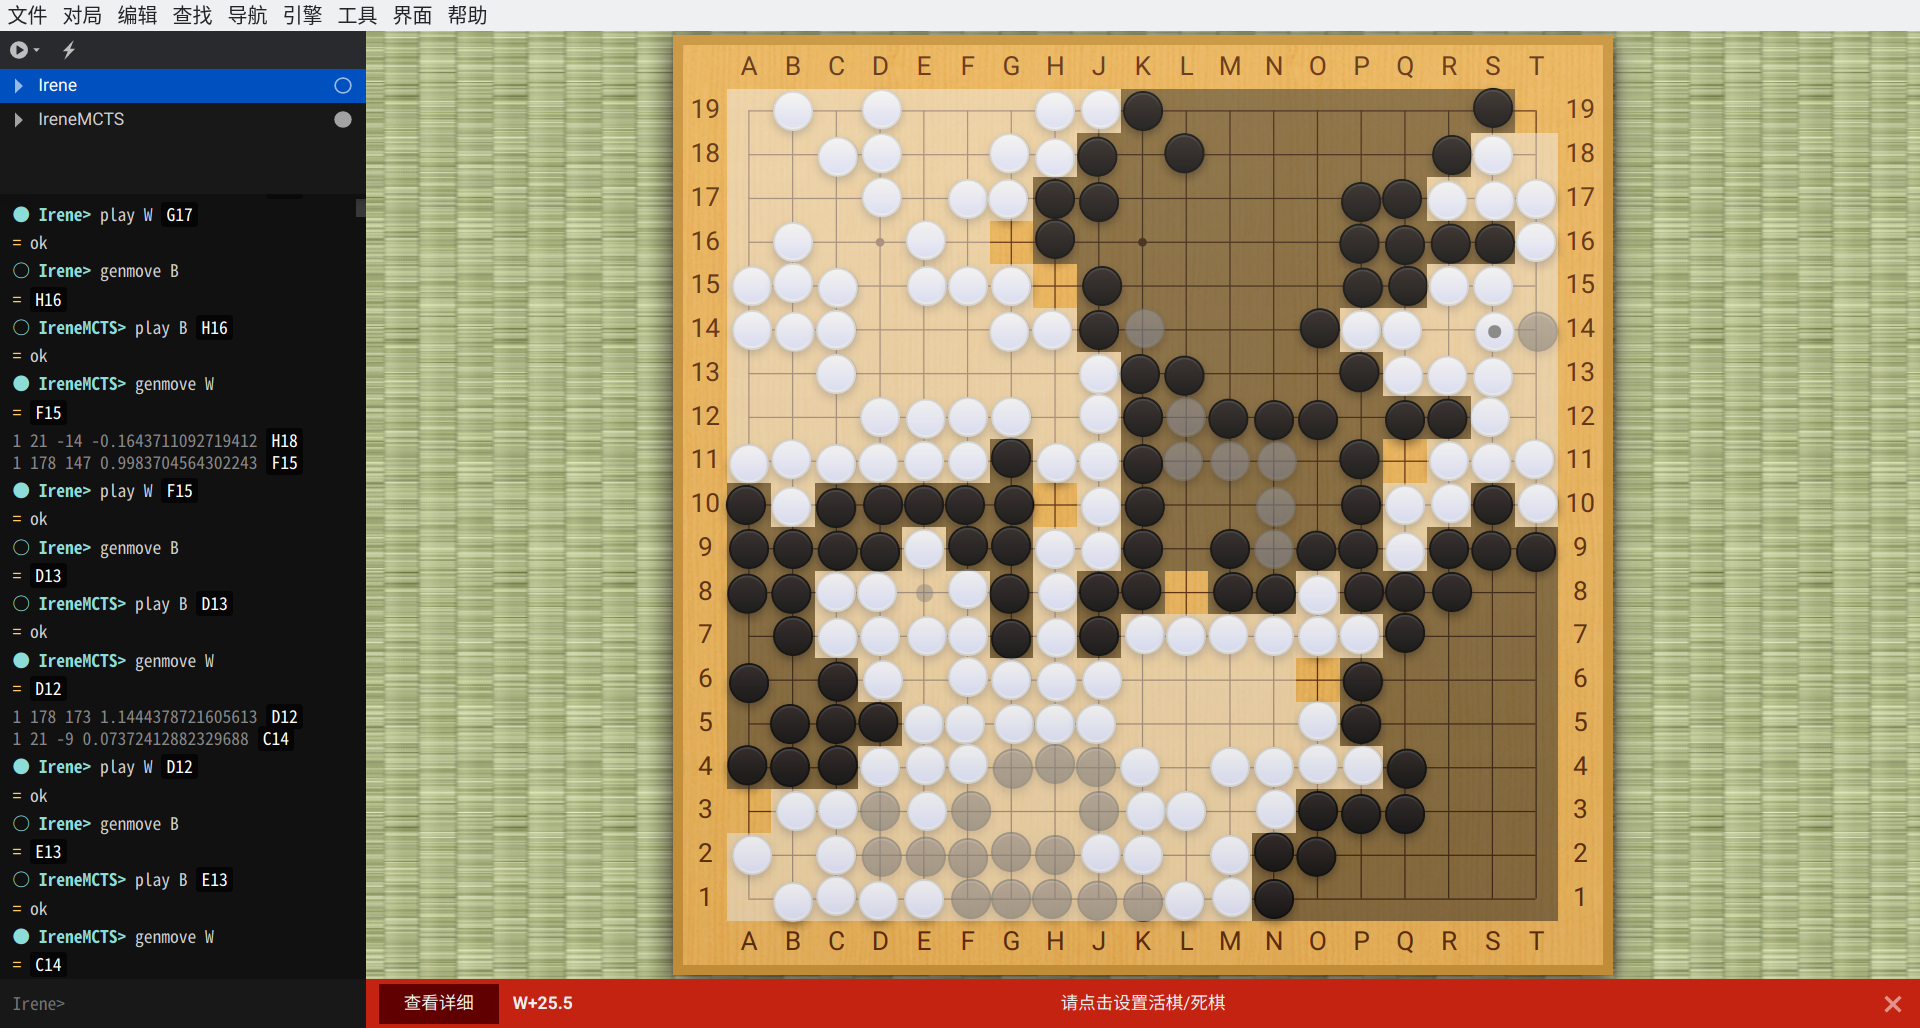 文件 对局 编辑 查找 导航 引擎 工具 界面 帮助
Irene
IreneMCTS
Irene> play W G17
= ok
Irene> genmove B
= H16
IreneMCTS> play B H16
= ok
IreneMCTS> genmove W
= F15
1 21 -14 -0.1643711092719412 H18
1 178 147 0.9983704564302243 F15
Irene> play W F15
= ok
Irene> genmove B
= D13
IreneMCTS> play B D13
= ok
IreneMCTS> genmove W
= D12
1 178 173 1.1444378721605613 D12
1 21 -9 0.07372412882329688 C14
Irene> play W D12
= ok
Irene> genmove B
= E13
IreneMCTS> play B E13
= ok
IreneMCTS> genmove W
= C14
Irene>
A B C D E F G H J K L M N O P Q R S T
19 19
18 18
17 17
16 16
15 15
14 14
13 13
12 12
11 11
10 10
9 9
8 8
7 7
6 6
5 5
4 4
3 3
2 2
1 1
A B C D E F G H J K L M N O P Q R S T
查看详细 W+25.5 请点击设置活棋/死棋